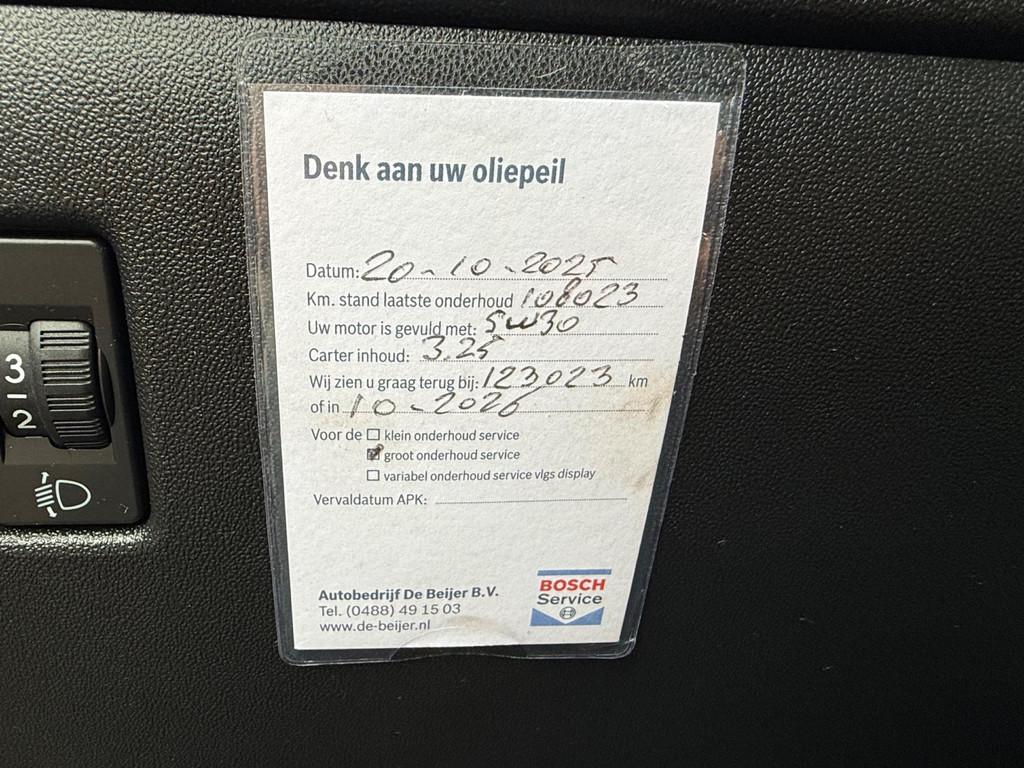 Denk aan uw oliepeil
Datum: 20-10-2025
Km. stand laatste onderhoud 108023
Uw motor is gevuld met: 5W30
Carter inhoud: 3.25
Wij zien u graag terug bij: 123023 km
of in 10-2026
Voor de ☐ klein onderhoud service
☑ groot onderhoud service
☐ variabel onderhoud service vlgs display
Vervaldatum APK:
Autobedrijf De Beijer B.V.
Tel. (0488) 49 15 03
www.de-beijer.nl
BOSCH
Service
3
2